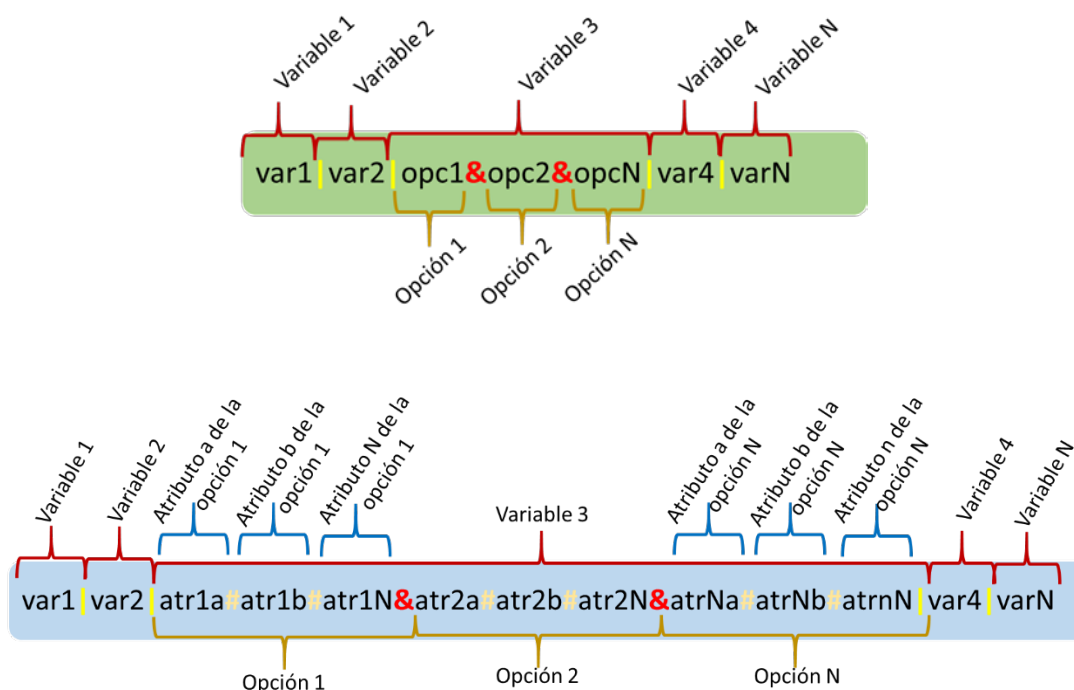 Variable 1
Variable 2
Variable 3
Variable 4
Variable N
var1|var2|opc1&opc2&opcN|var4|varN
Opción 1
Opción 2
Opción N
Variable 1
Variable 2
Atributo a de la
opción 1
Atributo b de la
opción 1
Atributo N de la
opción 1
Variable 3
Atributo a de la
opción N
Atributo b de la
opción N
Atributo n de la
opción N
Variable 4
Variable N
var1|var2|atr1a#atr1b#atr1N&atr2a#atr2b#atr2N&atrNa#atrNb#atrnN|var4|varN
Opción 1
Opción 2
Opción N